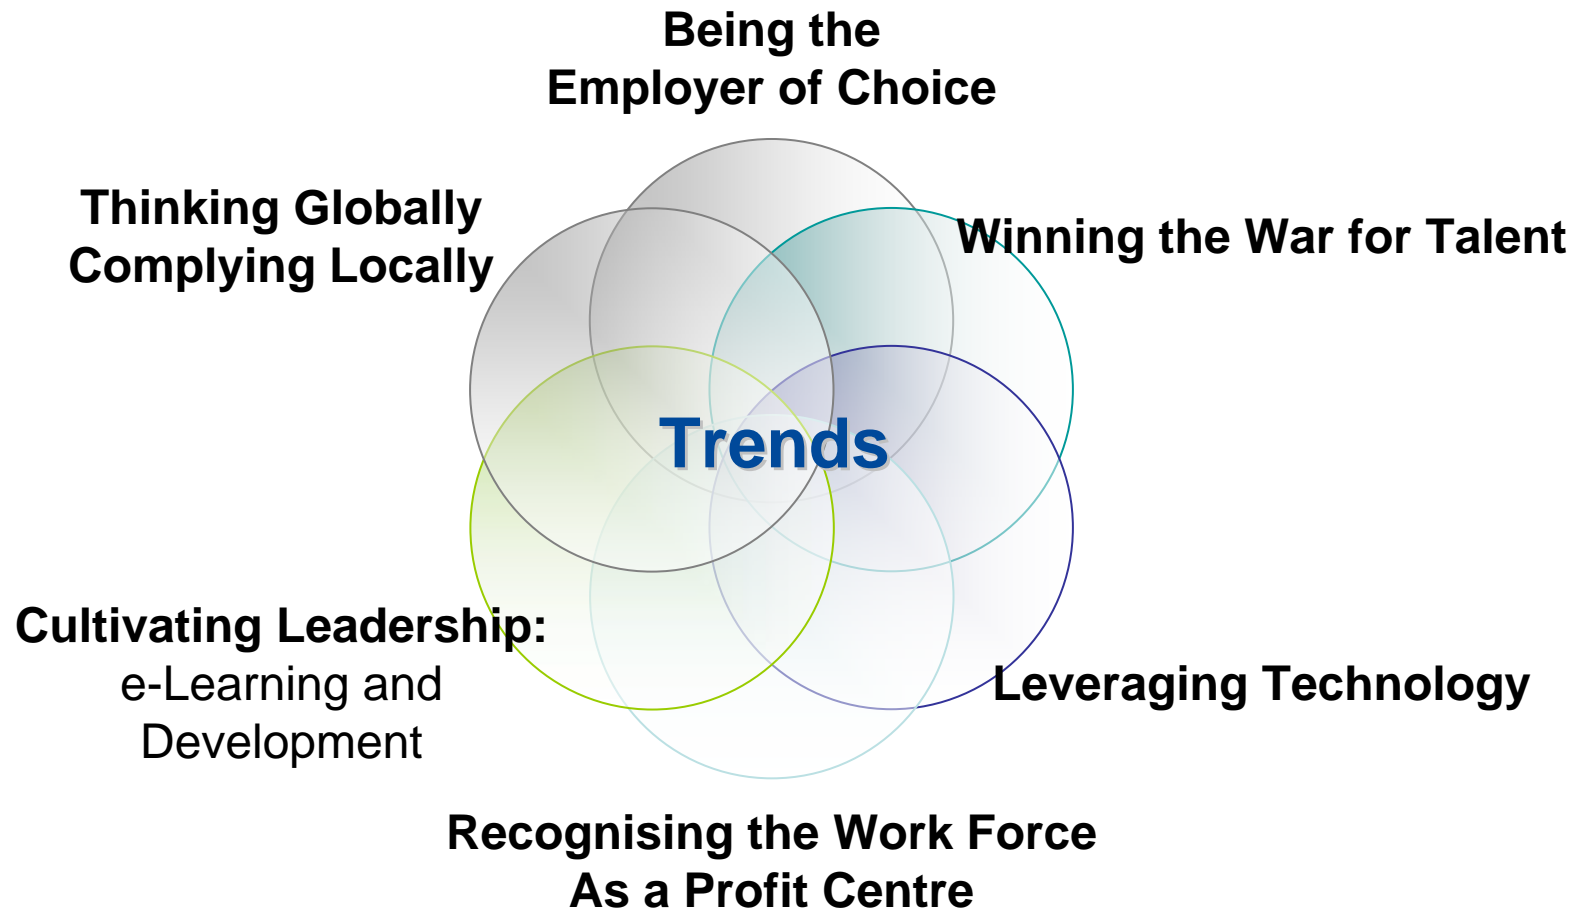 Being the
Employer of Choice
Thinking Globally
Complying Locally
Winning the War for Talent
Trends
Cultivating Leadership:
e-Learning and
Development
Leveraging Technology
Recognising the Work Force
As a Profit Centre